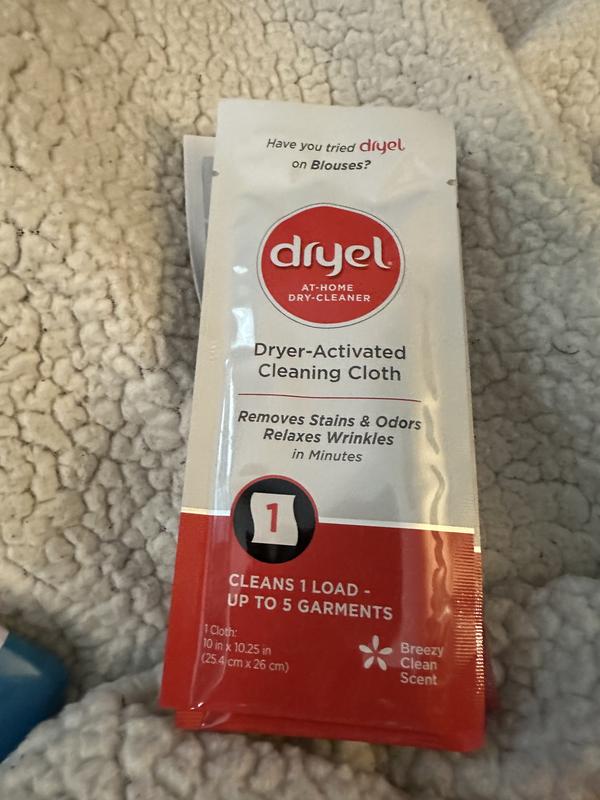 Have you tried dryel
on Blouses?
dryel®
AT-HOME
DRY-CLEANER
Dryer-Activated
Cleaning Cloth
Removes Stains & Odors
Relaxes Wrinkles
in Minutes
1
CLEANS 1 LOAD -
UP TO 5 GARMENTS
1 Cloth:
10 in x 10.25 in
(25.4 cm x 26 cm)
Breezy
Clean
Scent